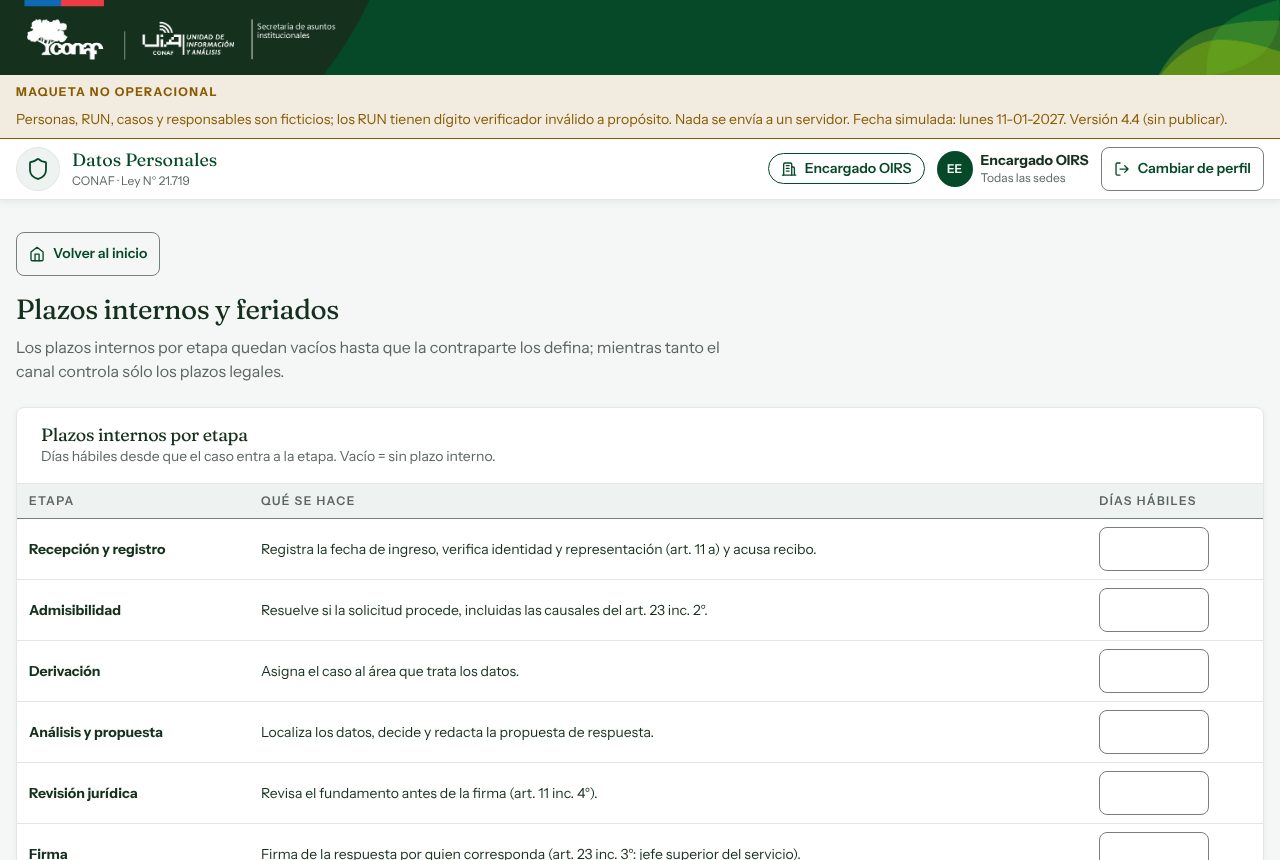 conaf
UiA
CONAF
UNIDAD DE
INFORMACIÓN
Y ANÁLISIS
Secretaría de asuntos
institucionales
MAQUETA NO OPERACIONAL
Personas, RUN, casos y responsables son ficticios; los RUN tienen dígito verificador inválido a propósito. Nada se envía a un servidor. Fecha simulada: lunes 11-01-2027. Versión 4.4 (sin publicar).
Datos Personales
CONAF · Ley N° 21.719
Encargado OIRS
EE
Encargado OIRS
Todas las sedes
Cambiar de perfil
Volver al inicio
Plazos internos y feriados
Los plazos internos por etapa quedan vacíos hasta que la contraparte los defina; mientras tanto el
canal controla sólo los plazos legales.
Plazos internos por etapa
Días hábiles desde que el caso entra a la etapa. Vacío = sin plazo interno.
ETAPA QUÉ SE HACE DÍAS HÁBILES
Recepción y registro Registra la fecha de ingreso, verifica identidad y representación (art. 11 a) y acusa recibo.
Admisibilidad Resuelve si la solicitud procede, incluidas las causales del art. 23 inc. 2°.
Derivación Asigna el caso al área que trata los datos.
Análisis y propuesta Localiza los datos, decide y redacta la propuesta de respuesta.
Revisión jurídica Revisa el fundamento antes de la firma (art. 11 inc. 4°).
Firma Firma de la respuesta por quien corresponda (art. 23 inc. 3°: jefe superior del servicio).